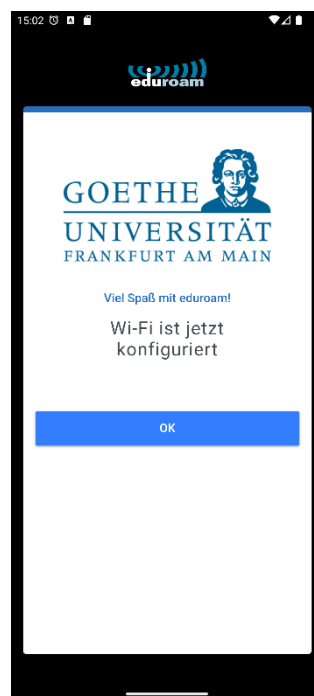 15:02
eduroam
GOETHE
UNIVERSITÄT
FRANKFURT AM MAIN
Viel Spaß mit eduroam!
Wi-Fi ist jetzt
konfiguriert
OK